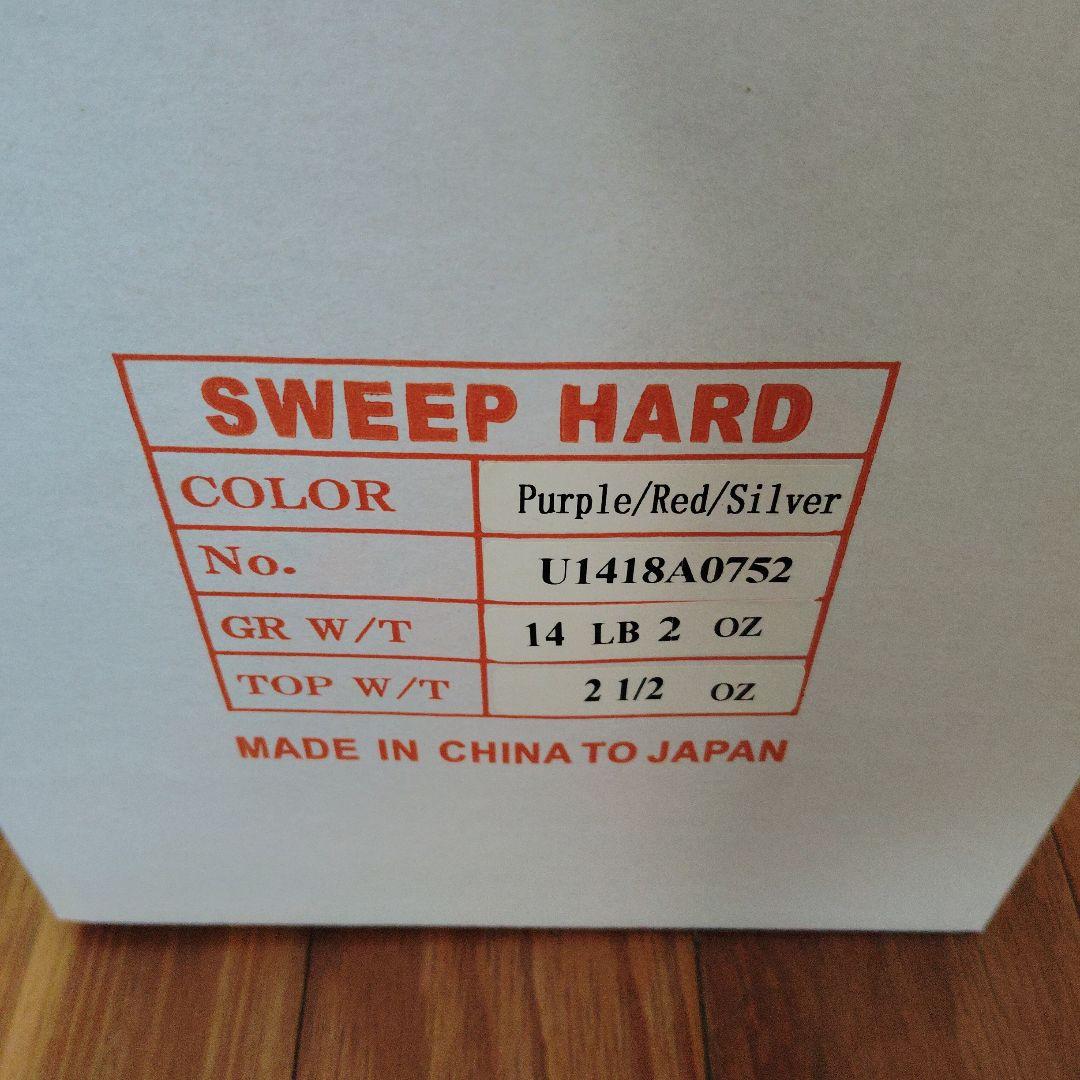 SWEEP HARD
COLOR Purple/Red/Silver
No. U1418A0752
GR W/T 14 LB 2 OZ
TOP W/T 2 1/2 OZ
MADE IN CHINA TO JAPAN